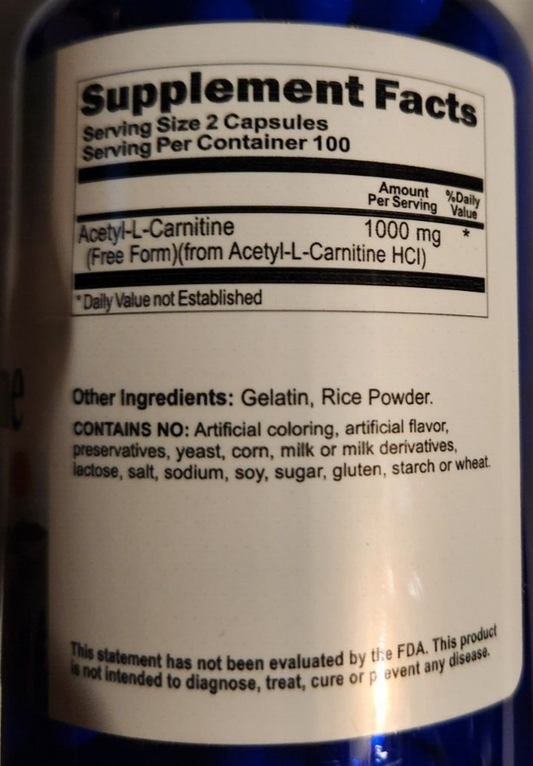 Supplement Facts
Serving Size 2 Capsules
Serving Per Container 100
Amount Per Serving %Daily Value
Acetyl-L-Carnitine 1000 mg *
(Free Form)(from Acetyl-L-Carnitine HCl)
*Daily Value not Established
Other Ingredients: Gelatin, Rice Powder.
CONTAINS NO: Artificial coloring, artificial flavor,
preservatives, yeast, corn, milk or milk derivatives,
lactose, salt, sodium, soy, sugar, gluten, starch or wheat.
This statement has not been evaluated by the FDA. This product
is not intended to diagnose, treat, cure or prevent any disease.